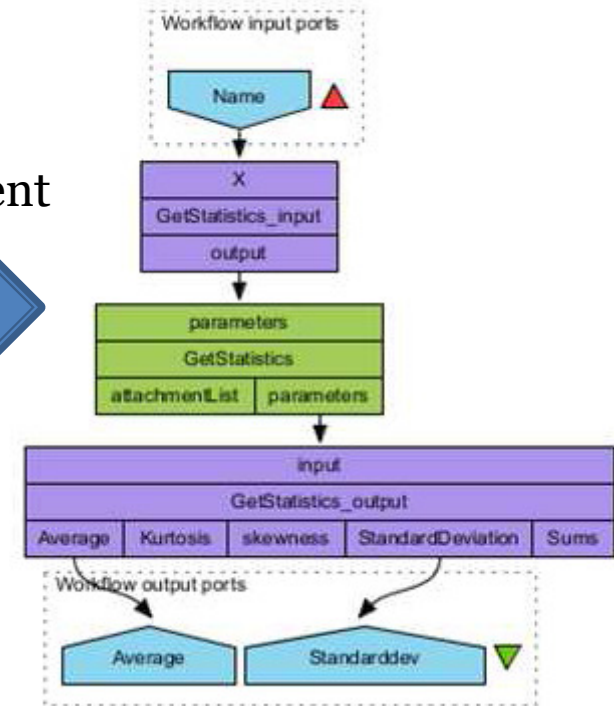 Workflow input ports
Name
ent
X
GetStatistics_input
output
parameters
GetStatistics
attachmentList parameters
input
GetStatistics_output
Average Kurtosis skewness StandardDeviation Sums
Workflow output ports
Average Standarddev